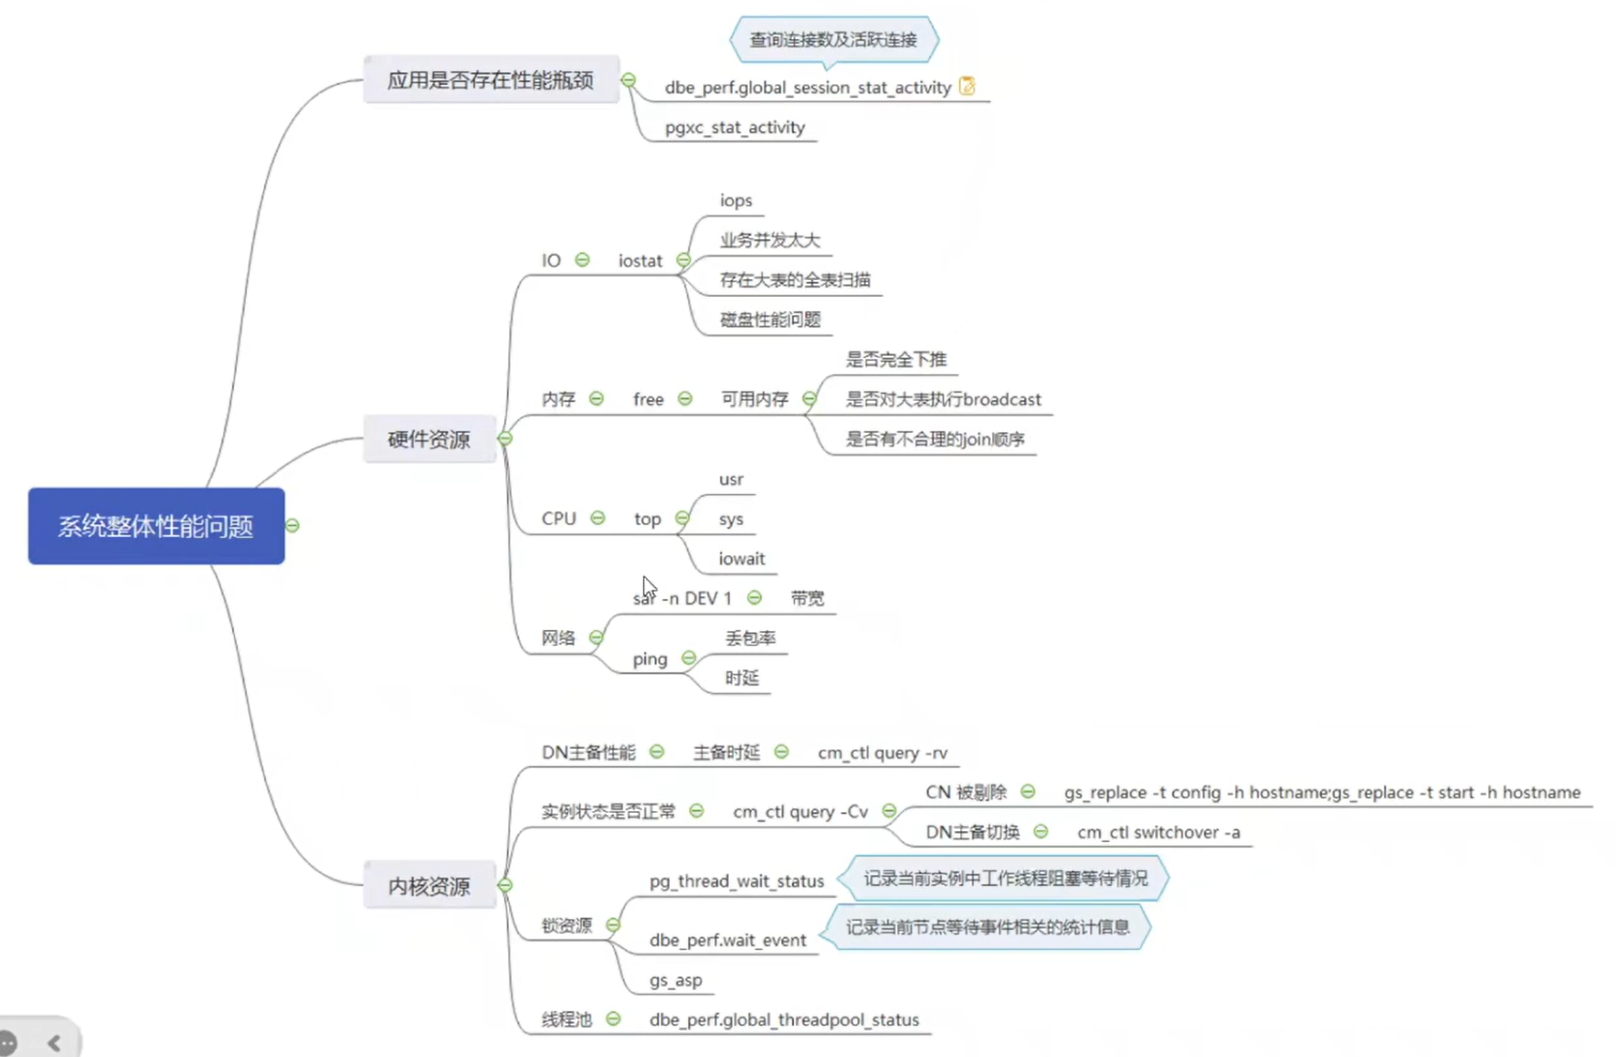 查询连接数及活跃连接
应用是否存在性能瓶颈
dbe_perf.global_session_stat_activity
pgxc_stat_activity
iops
业务并发太大
IO
iostat
存在大表的全表扫描
磁盘性能问题
是否完全下推
内存
free
可用内存
是否对大表执行broadcast
硬件资源
是否有不合理的join顺序
usr
CPU
top
sys
系统整体性能问题
iowait
sar -n DEV 1
带宽
网络
丢包率
ping
时延
DN主备性能
主备时延
cm_ctl query -rv
CN 被剔除
gs_replace -t config -h hostname;gs_replace -t start -h hostname
实例状态是否正常
cm_ctl query -Cv
DN主备切换
cm_ctl switchover -a
内核资源
pg_thread_wait_status
记录当前实例中工作线程阻塞等待情况
锁资源
dbe_perf.wait_event
记录当前节点等待事件相关的统计信息
gs_asp
线程池
dbe_perf.global_threadpool_status